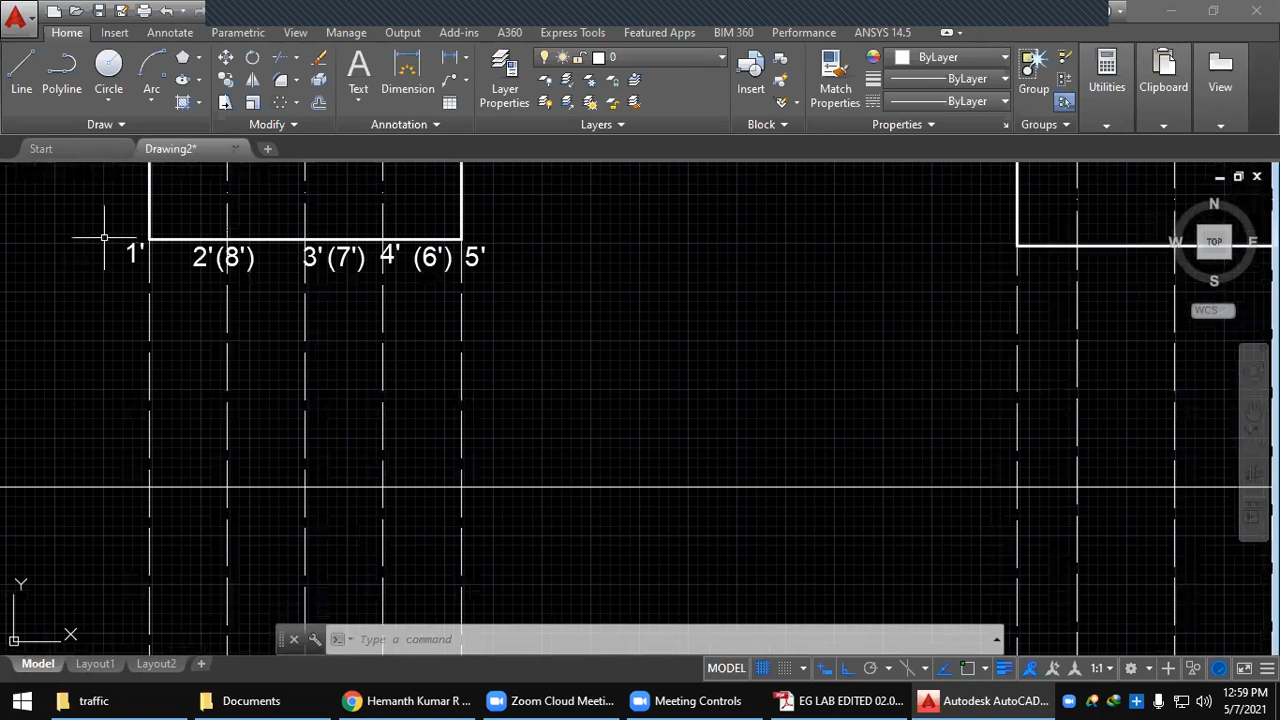 Home Insert Annotate Parametric View Manage Output Add-ins A360 Express Tools Featured Apps BIM 360 Performance ANSYS 14.5
0
ByLayer
ByLayer
ByLayer
Line Polyline Circle Arc Text Dimension Layer Properties Insert Match Properties Group Utilities Clipboard View
Draw Modify Annotation Layers Block Properties Groups
Start Drawing2*
N
W TOP E
S
WCS
1' 2'(8') 3'(7') 4' (6') 5'
Y
X
Type a command
Model Layout1 Layout2 MODEL 1:1
traffic Documents Hemanth Kumar R ... Zoom Cloud Meeti... Meeting Controls EG LAB EDITED 02.0... Autodesk AutoCAD...
12:59 PM
5/7/2021